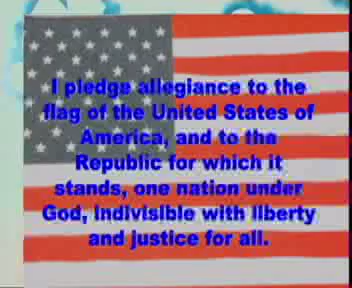 I pledge allegiance to the
flag of the United States of
America, and to the
Republic for which it
stands, one nation under
God, indivisible with liberty
and justice for all.